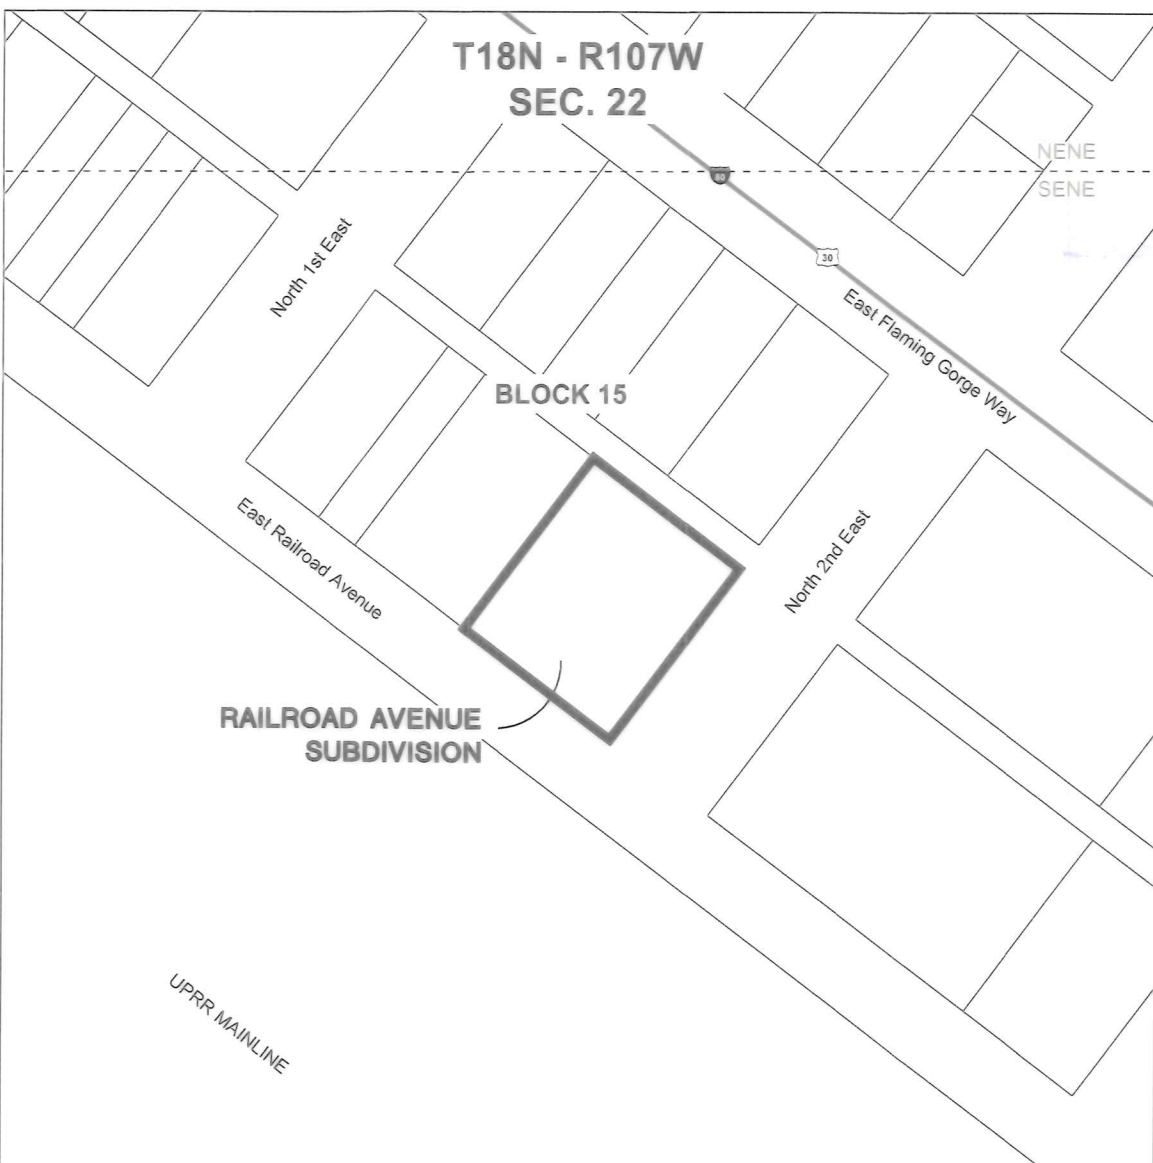 T18N - R107W
SEC. 22
NENE
80
SENE
North 1st East
30
East Flaming Gorge Way
BLOCK 15
East Railroad Avenue
North 2nd East
RAILROAD AVENUE
SUBDIVISION
UPRR MAINLINE